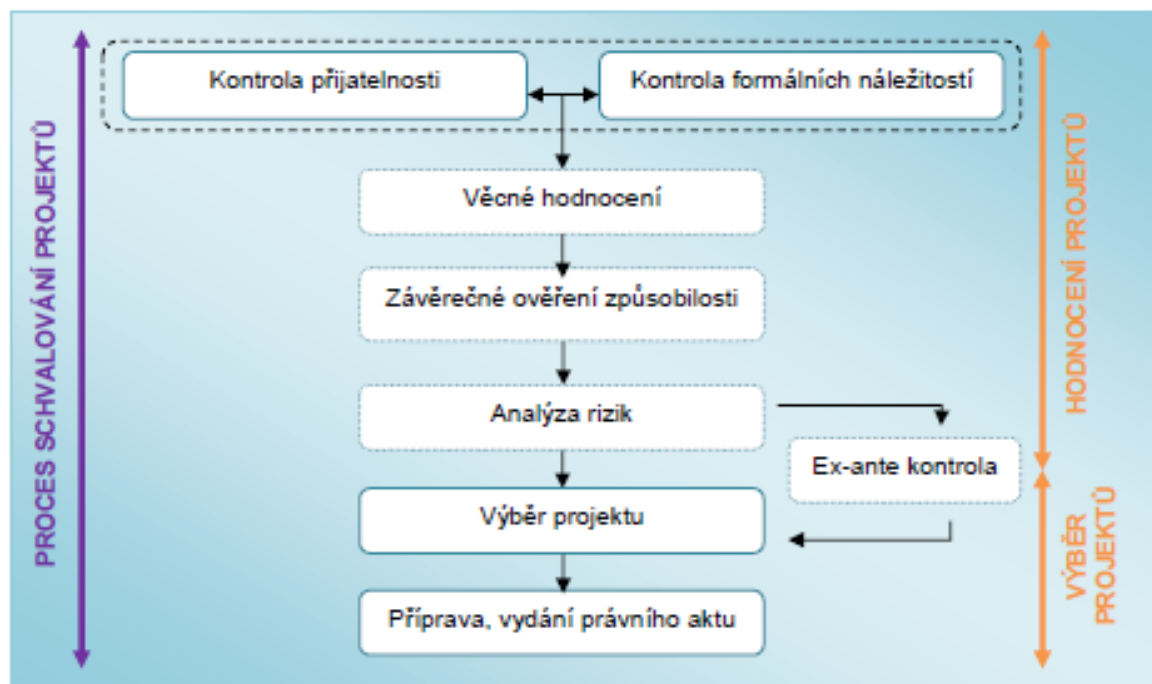 Kontrola přijatelnosti
Kontrola formálních náležitostí
Věcné hodnocení
Závěrečné ověření způsobilosti
Analýza rizik
Ex-ante kontrola
Výběr projektu
Příprava, vydání právního aktu
PROCES SCHVALOVÁNÍ PROJEKTŮ
HODNOCENÍ PROJEKTŮ
VÝBĚR
PROJEKTŮ